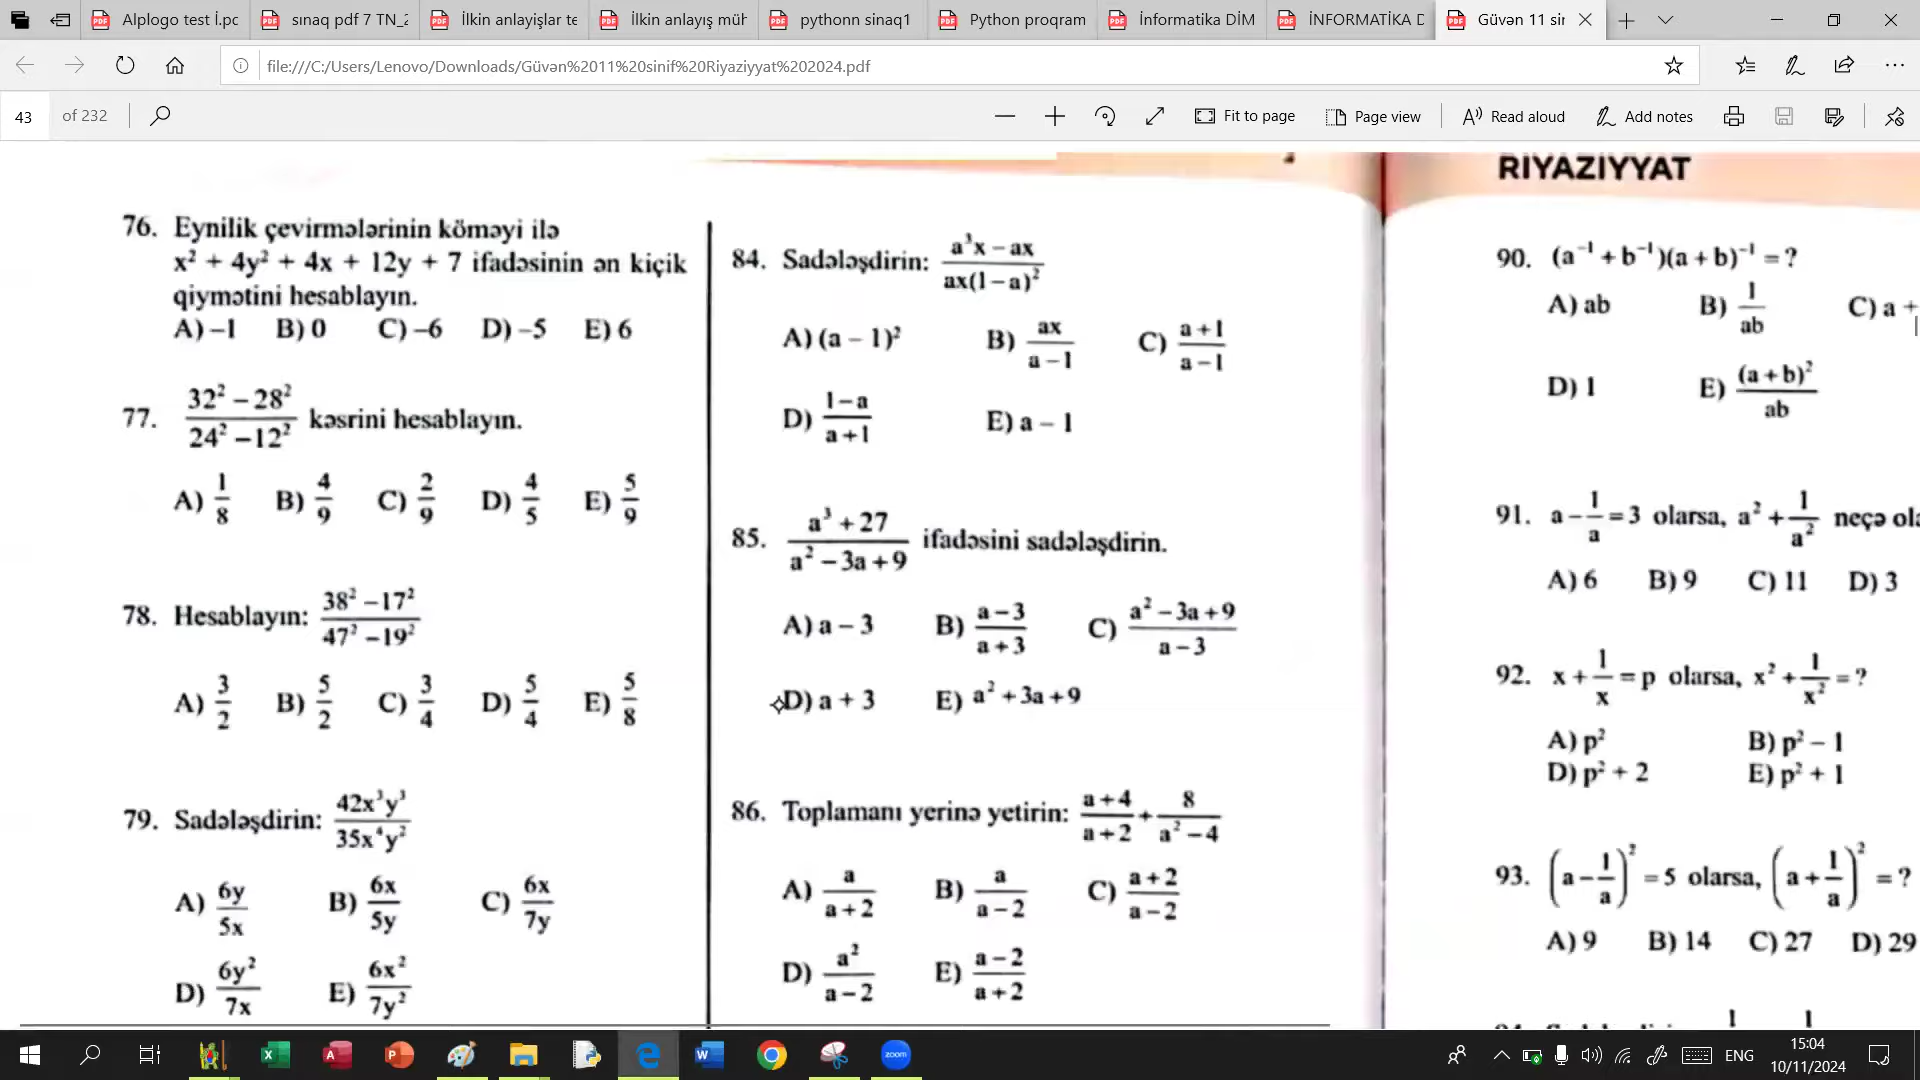 Alplogo test İ.pc
sınaq pdf 7 TN_2
İlkin anlayişlar te
İlkin anlayış müh
pythonn sinaq1
Python proqram
İnformatika DİM
İNFORMATİKA D
Güvən 11 sir
file:///C:/Users/Lenovo/Downloads/Güvən%2011%20sinif%20Riyaziyyat%202024.pdf
43 of 232
Fit to page
Page view
Read aloud
Add notes
76. Eynilik çevirmələrinin köməyi ilə
x² + 4y² + 4x + 12y + 7 ifadəsinin ən kiçik
qiymətini hesablayın.
A) –1 B) 0 C) –6 D) –5 E) 6
77. (32² – 28²)/(24² – 12²) kəsrini hesablayın.
A) 1/8 B) 4/9 C) 2/9 D) 4/5 E) 5/9
78. Hesablayın: (38² – 17²)/(47² – 19²)
A) 3/2 B) 5/2 C) 3/4 D) 5/4 E) 5/8
79. Sadələşdirin: 42x³y³/35x⁴y²
A) 6y/5x B) 6x/5y C) 6x/7y
D) 6y²/7x E) 6x²/7y²
84. Sadələşdirin: (a³x – ax)/(ax(1 – a)²)
A) (a – 1)² B) ax/(a – 1) C) (a + 1)/(a – 1)
D) (1 – a)/(a + 1) E) a – 1
85. (a³ + 27)/(a² – 3a + 9) ifadəsini sadələşdirin.
A) a – 3 B) (a – 3)/(a + 3) C) (a² – 3a + 9)/(a – 3)
D) a + 3 E) a² + 3a + 9
86. Toplamanı yerinə yetirin: (a + 4)/(a + 2) + 8/(a² – 4)
A) a/(a + 2) B) a/(a – 2) C) (a + 2)/(a – 2)
D) a²/(a – 2) E) (a – 2)/(a + 2)
RIYAZIYYAT
90. (a⁻¹ + b⁻¹)(a + b)⁻¹ = ?
A) ab B) 1/ab C) a +
D) 1 E) (a + b)²/ab
91. a – 1/a = 3 olarsa, a² + 1/a² neçə ola
A) 6 B) 9 C) 11 D) 3
92. x + 1/x = p olarsa, x² + 1/x² = ?
A) p² B) p² – 1
D) p² + 2 E) p² + 1
93. (a – 1/a)² = 5 olarsa, (a + 1/a)² = ?
A) 9 B) 14 C) 27 D) 29
zoom
ENG
15:04
10/11/2024